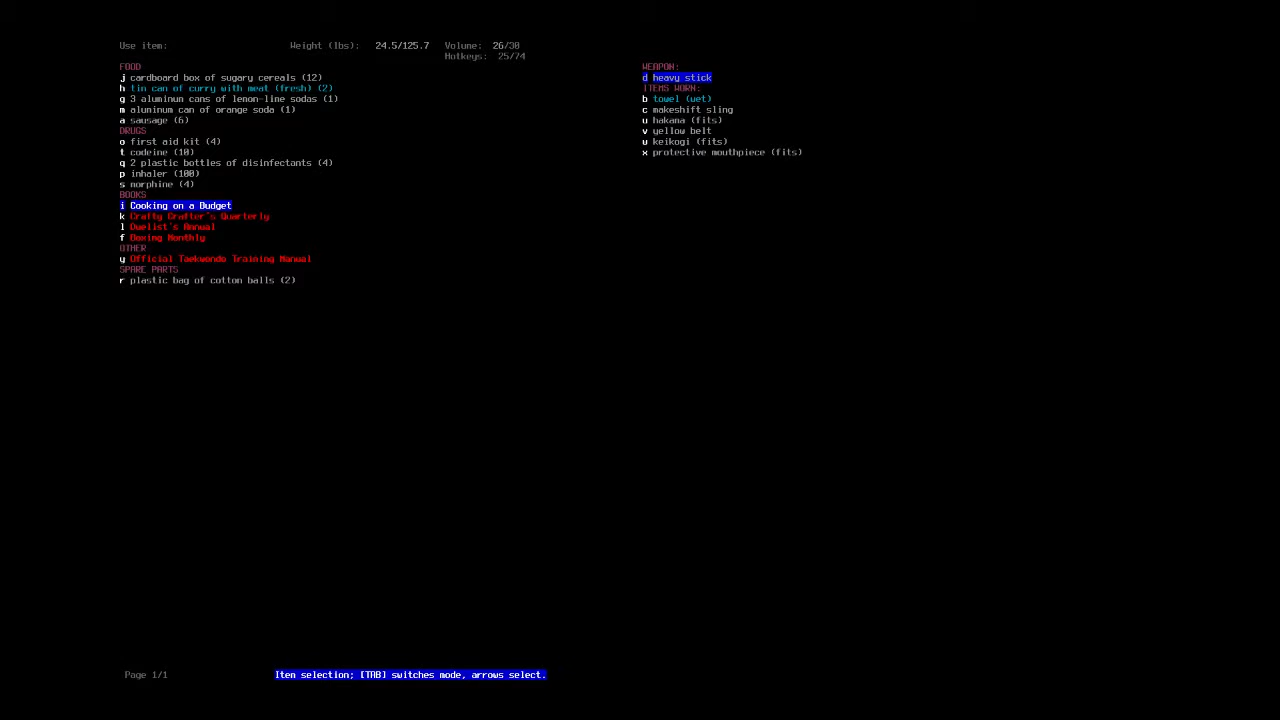 Use item: Weight (lbs): 24.5/125.7 Volume: 26/30
Hotkeys: 25/74
FOOD
j cardboard box of sugary cereals (12)
h tin can of curry with meat (fresh) (2)
g 3 aluminum cans of lemon-lime sodas (1)
m aluminum can of orange soda (1)
a sausage (6)
DRUGS
o first aid kit (4)
t codeine (10)
q 2 plastic bottles of disinfectants (4)
p inhaler (100)
s morphine (4)
BOOKS
i Cooking on a Budget
k Crafty Crafter's Quarterly
l Duelist's Annual
f Boxing Monthly
OTHER
y Official Taekwondo Training Manual
SPARE PARTS
r plastic bag of cotton balls (2)
WEAPON:
d heavy stick
ITEMS WORN:
b towel (wet)
c makeshift sling
u hakama (fits)
v yellow belt
w keikogi (fits)
x protective mouthpiece (fits)
Page 1/1 Item selection; [TAB] switches mode, arrows select.